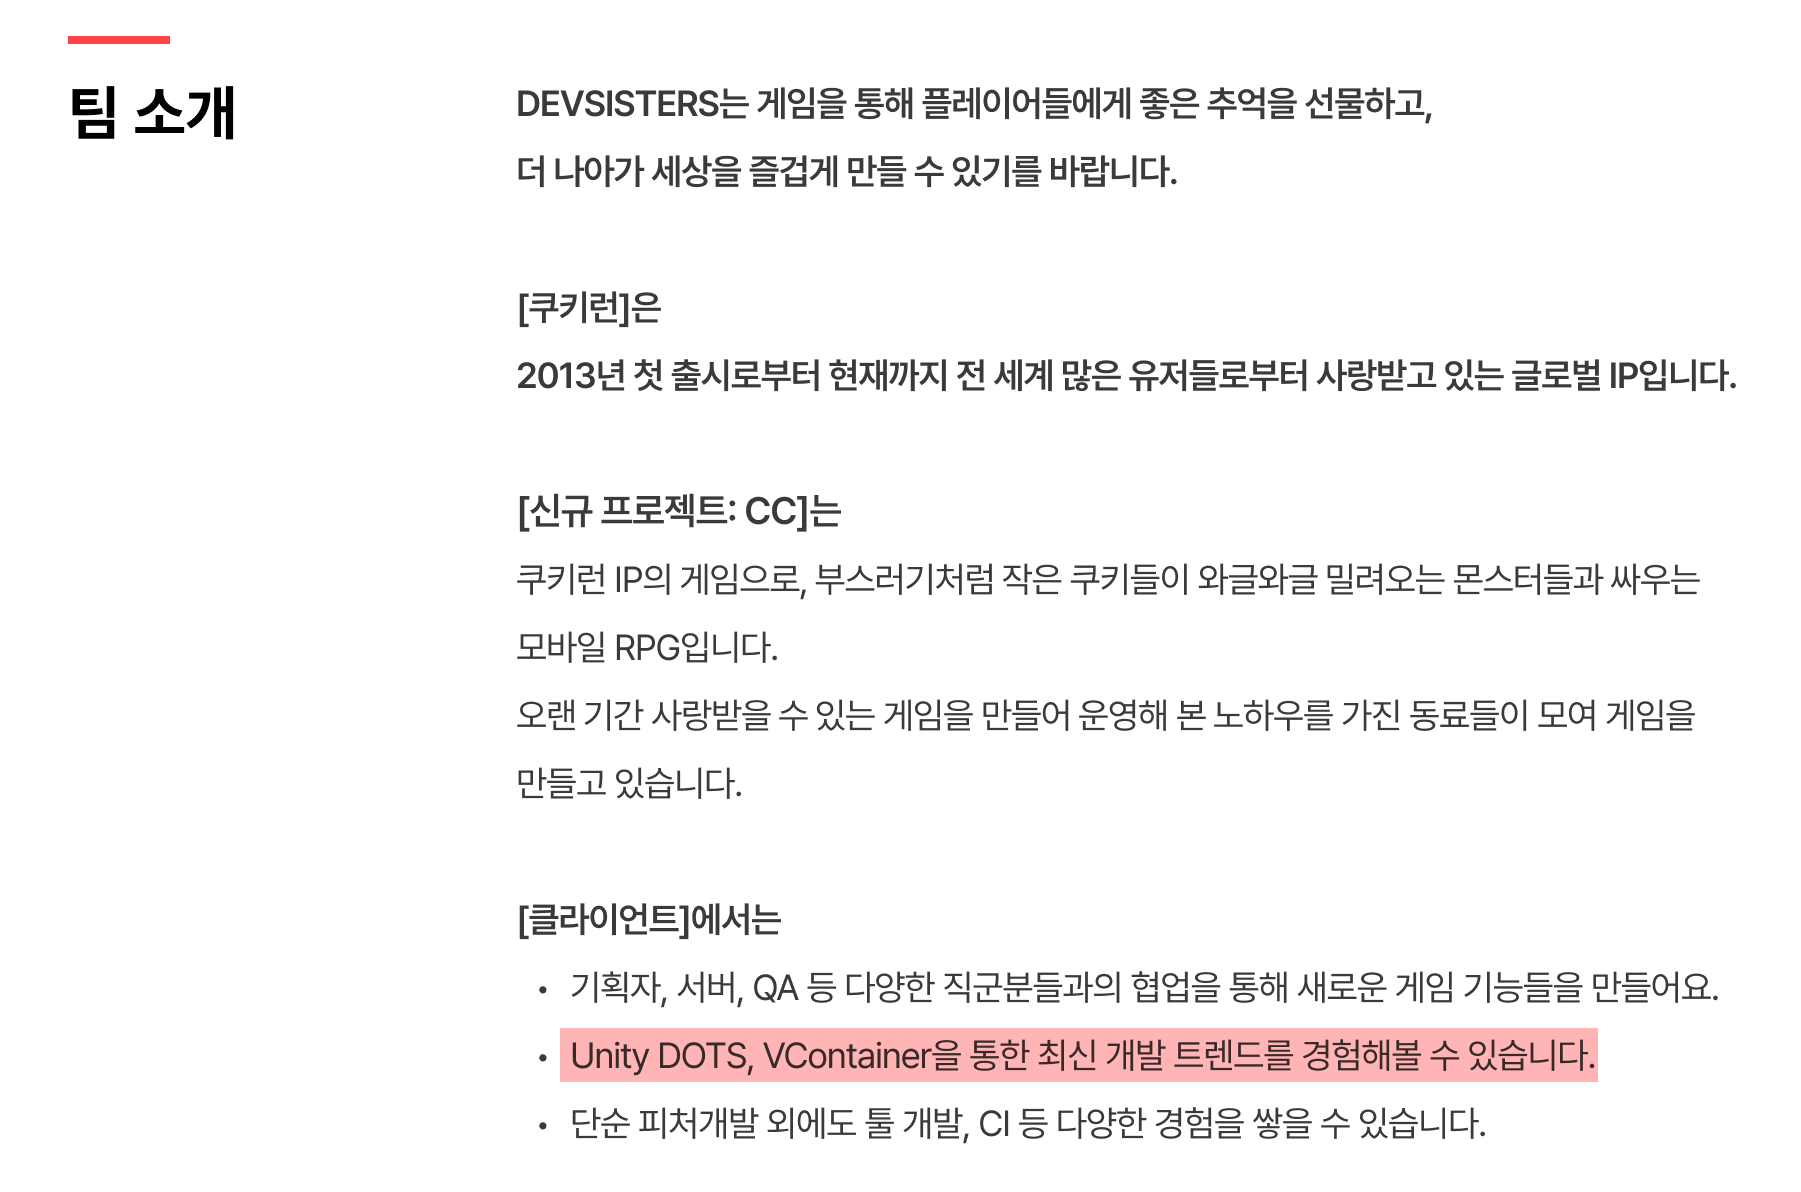 팀 소개
DEVSISTERS는 게임을 통해 플레이어들에게 좋은 추억을 선물하고,
더 나아가 세상을 즐겁게 만들 수 있기를 바랍니다.
[쿠키런]은
2013년 첫 출시로부터 현재까지 전 세계 많은 유저들로부터 사랑받고 있는 글로벌 IP입니다.
[신규 프로젝트: CC]는
쿠키런 IP의 게임으로, 부스러기처럼 작은 쿠키들이 와글와글 밀려오는 몬스터들과 싸우는
모바일 RPG입니다.
오랜 기간 사랑받을 수 있는 게임을 만들어 운영해 본 노하우를 가진 동료들이 모여 게임을
만들고 있습니다.
[클라이언트]에서는
• 기획자, 서버, QA 등 다양한 직군분들과의 협업을 통해 새로운 게임 기능들을 만들어요.
• Unity DOTS, VContainer을 통한 최신 개발 트렌드를 경험해볼 수 있습니다.
• 단순 피처개발 외에도 툴 개발, CI 등 다양한 경험을 쌓을 수 있습니다.